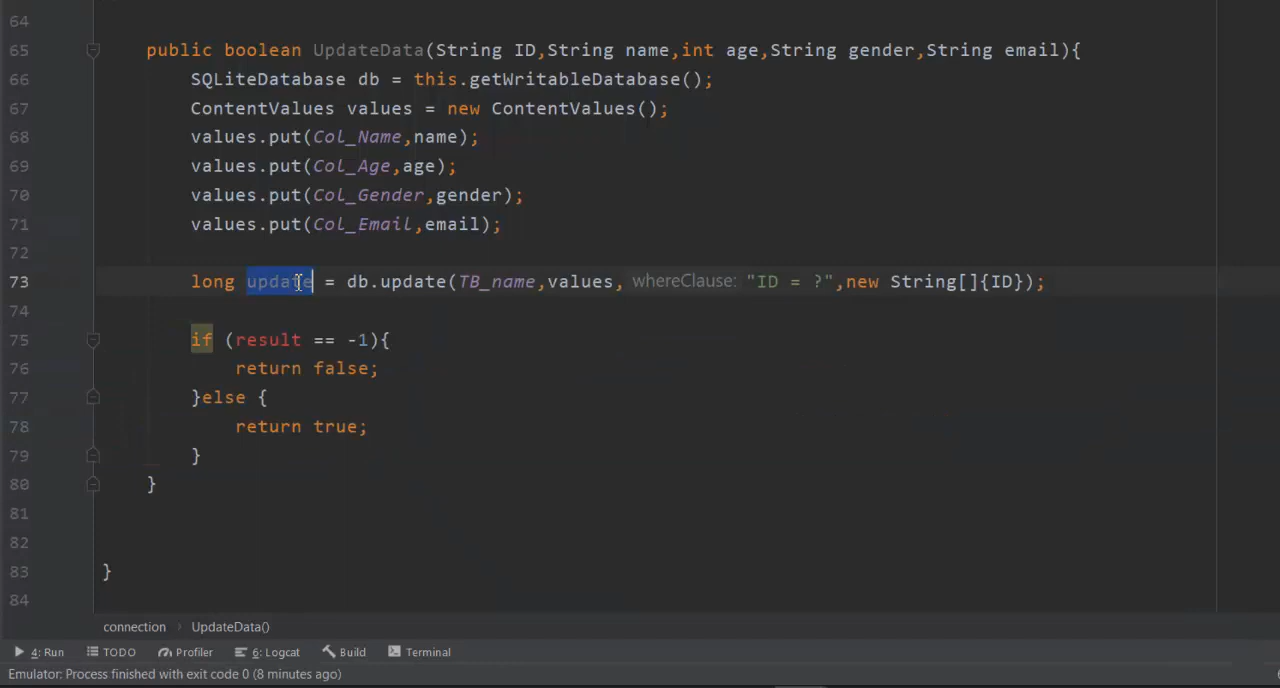 64
65 public boolean UpdateData(String ID,String name,int age,String gender,String email){
66 SQLiteDatabase db = this.getWritableDatabase();
67 ContentValues values = new ContentValues();
68 values.put(Col_Name,name);
69 values.put(Col_Age,age);
70 values.put(Col_Gender,gender);
71 values.put(Col_Email,email);
72
73 long update = db.update(TB_name,values, whereClause: "ID = ?",new String[]{ID});
74
75 if (result == -1){
76 return false;
77 }else {
78 return true;
79 }
80 }
81
82
83 }
84
connection › UpdateData()
4: Run TODO Profiler 6: Logcat Build Terminal
Emulator: Process finished with exit code 0 (8 minutes ago)